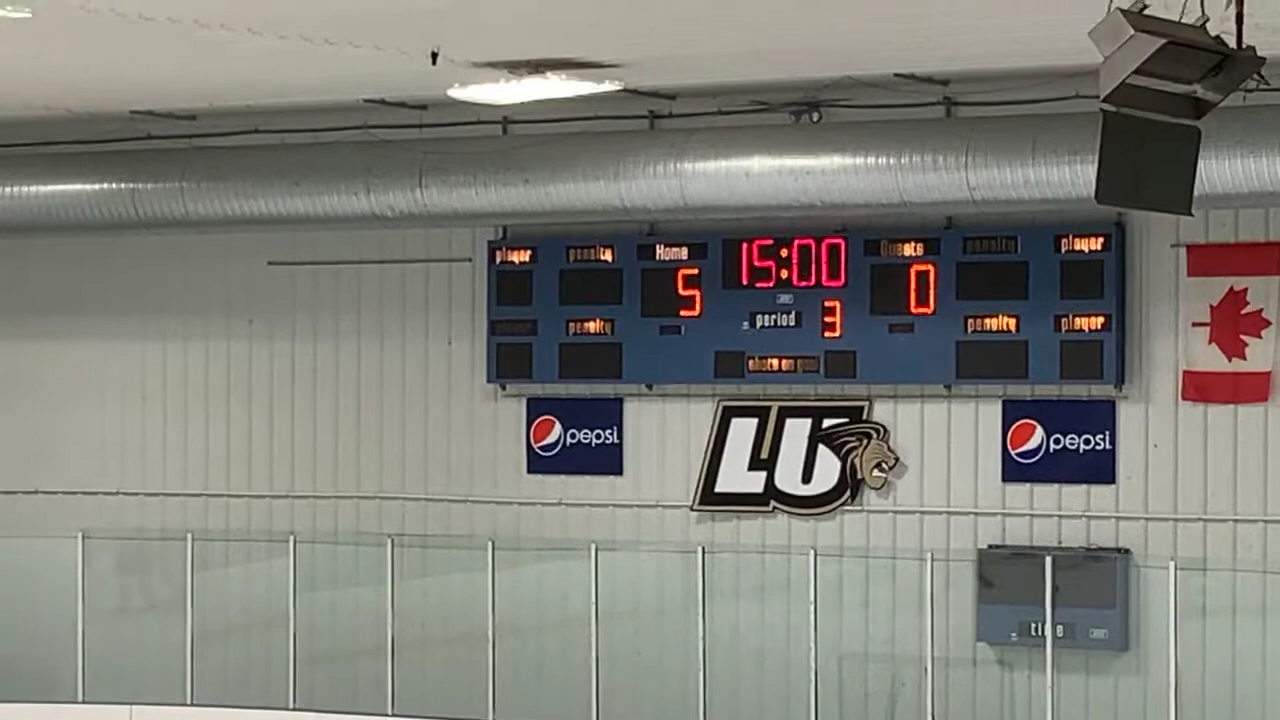 player penalty Home 15:00 Guests penalty player
5 0
player penalty period 3 penalty player
shots on goal
pepsi LU pepsi
time